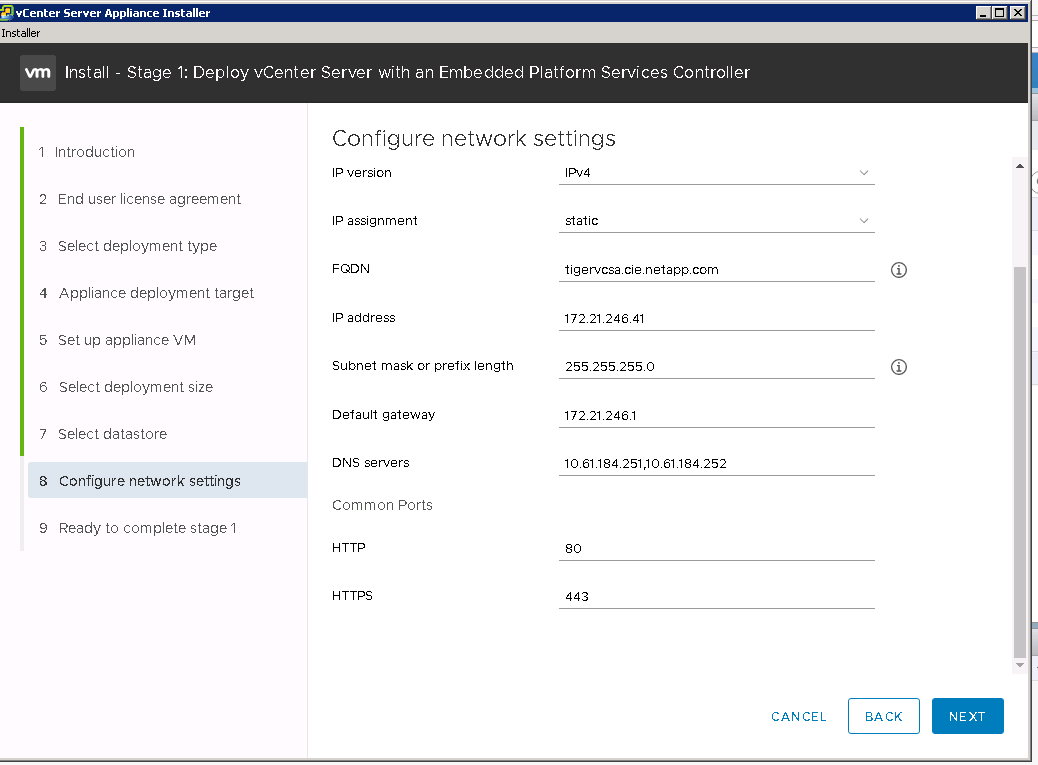 vCenter Server Appliance Installer
Installer
vm Install - Stage 1: Deploy vCenter Server with an Embedded Platform Services Controller
1 Introduction
2 End user license agreement
3 Select deployment type
4 Appliance deployment target
5 Set up appliance VM
6 Select deployment size
7 Select datastore
8 Configure network settings
9 Ready to complete stage 1
Configure network settings
IP version IPv4
IP assignment static
FQDN tigervcsa.cie.netapp.com
IP address 172.21.246.41
Subnet mask or prefix length 255.255.255.0
Default gateway 172.21.246.1
DNS servers 10.61.184.251,10.61.184.252
Common Ports
HTTP 80
HTTPS 443
CANCEL BACK NEXT